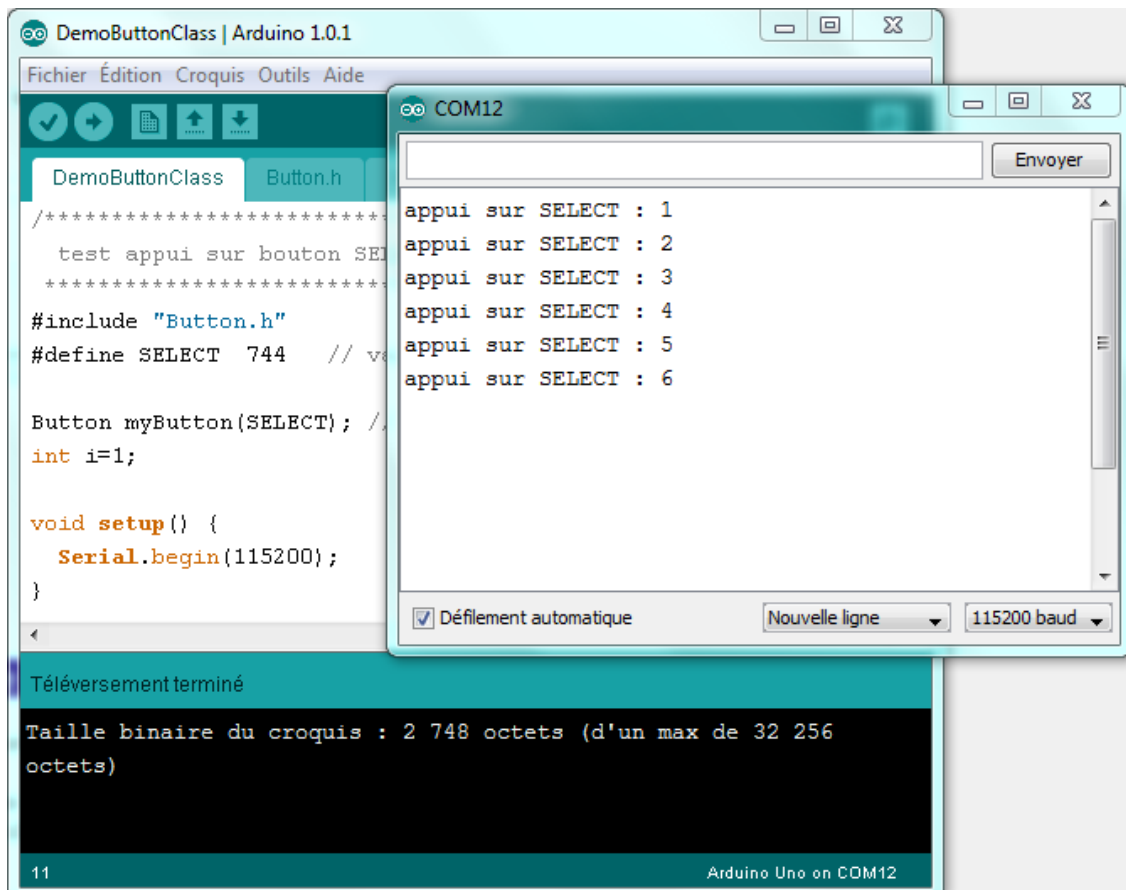 DemoButtonClass | Arduino 1.0.1
Fichier Édition Croquis Outils Aide
DemoButtonClass Button.h
/**************************
test appui sur bouton
**************************
#include "Button.h"
#define SELECT 744 //
Button myButton(SELECT); //
int i=1;
void setup() {
Serial.begin(115200);
}
COM12
Envoyer
appui sur SELECT : 1
appui sur SELECT : 2
appui sur SELECT : 3
appui sur SELECT : 4
appui sur SELECT : 5
appui sur SELECT : 6
Défilement automatique Nouvelle ligne 115200 baud
Téléversement terminé
Taille binaire du croquis : 2 748 octets (d'un max de 32 256
octets)
11 Arduino Uno on COM12